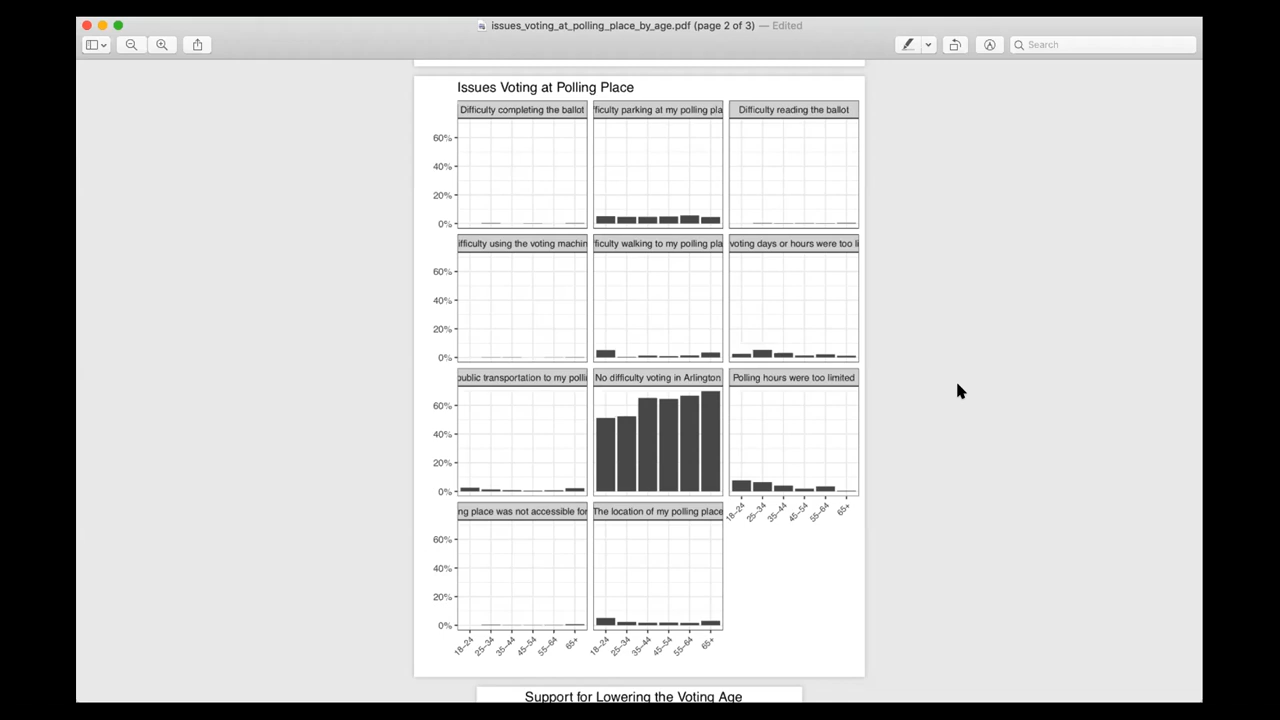 issues_voting_at_polling_place_by_age.pdf (page 2 of 3) — Edited
Search
Issues Voting at Polling Place
Difficulty completing the ballot
fficulty parking at my polling pla
Difficulty reading the ballot
60%
40%
20%
0%
ifficulty using the voting machin
fficulty walking to my polling pla
voting days or hours were too li
60%
40%
20%
0%
public transportation to my polli
No difficulty voting in Arlington
Polling hours were too limited
60%
40%
20%
0%
18–24
25–34
35–44
45–54
55–64
65+
ng place was not accessible for
The location of my polling place
60%
40%
20%
0%
18–24
25–34
35–44
45–54
55–64
65+
18–24
25–34
35–44
45–54
55–64
65+
Support for Lowering the Voting Age